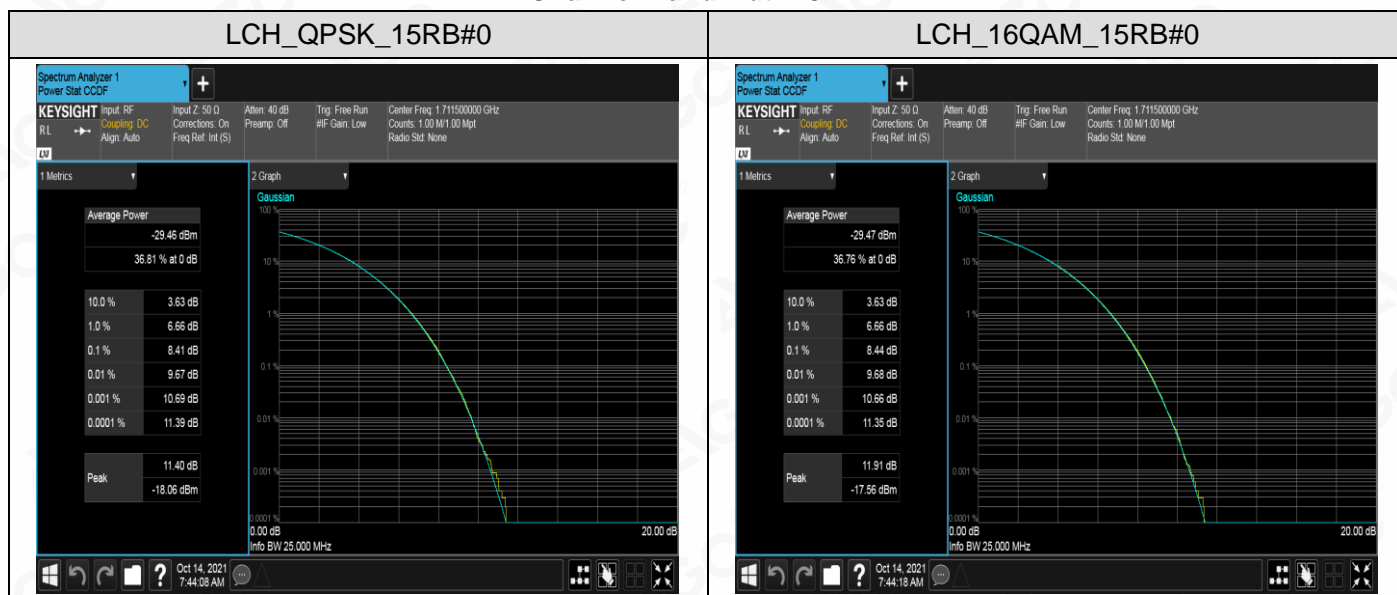 LCH_QPSK_15RB#0
Spectrum Analyzer 1
Power Stat CCDF
+
KEYSIGHT
RL
LXI
Input: RF
Coupling: DC
Align: Auto
Input Z: 50 Ω
Corrections: On
Freq Ref: Int (S)
Atten: 40 dB
Preamp: Off
Trig: Free Run
#IF Gain: Low
Center Freq: 1.711500000 GHz
Counts: 1.00 M/1.00 Mpt
Radio Std: None
1 Metrics
Average Power
-29.46 dBm
36.81 % at 0 dB
10.0 % 3.63 dB
1.0 % 6.66 dB
0.1 % 8.41 dB
0.01 % 9.67 dB
0.001 % 10.69 dB
0.0001 % 11.39 dB
Peak
11.40 dB
-18.06 dBm
2 Graph
Gaussian
100 %
10 %
1 %
0.1 %
0.01 %
0.001 %
0.0001 %
0.00 dB 20.00 dB
Info BW 25.000 MHz
?
Oct 14, 2021
7:44:08 AM
LCH_16QAM_15RB#0
Spectrum Analyzer 1
Power Stat CCDF
+
KEYSIGHT
RL
LXI
Input: RF
Coupling: DC
Align: Auto
Input Z: 50 Ω
Corrections: On
Freq Ref: Int (S)
Atten: 40 dB
Preamp: Off
Trig: Free Run
#IF Gain: Low
Center Freq: 1.711500000 GHz
Counts: 1.00 M/1.00 Mpt
Radio Std: None
1 Metrics
Average Power
-29.47 dBm
36.76 % at 0 dB
10.0 % 3.63 dB
1.0 % 6.66 dB
0.1 % 8.44 dB
0.01 % 9.68 dB
0.001 % 10.66 dB
0.0001 % 11.35 dB
Peak
11.91 dB
-17.56 dBm
2 Graph
Gaussian
100 %
10 %
1 %
0.1 %
0.01 %
0.001 %
0.0001 %
0.00 dB 20.00 dB
Info BW 25.000 MHz
?
Oct 14, 2021
7:44:18 AM